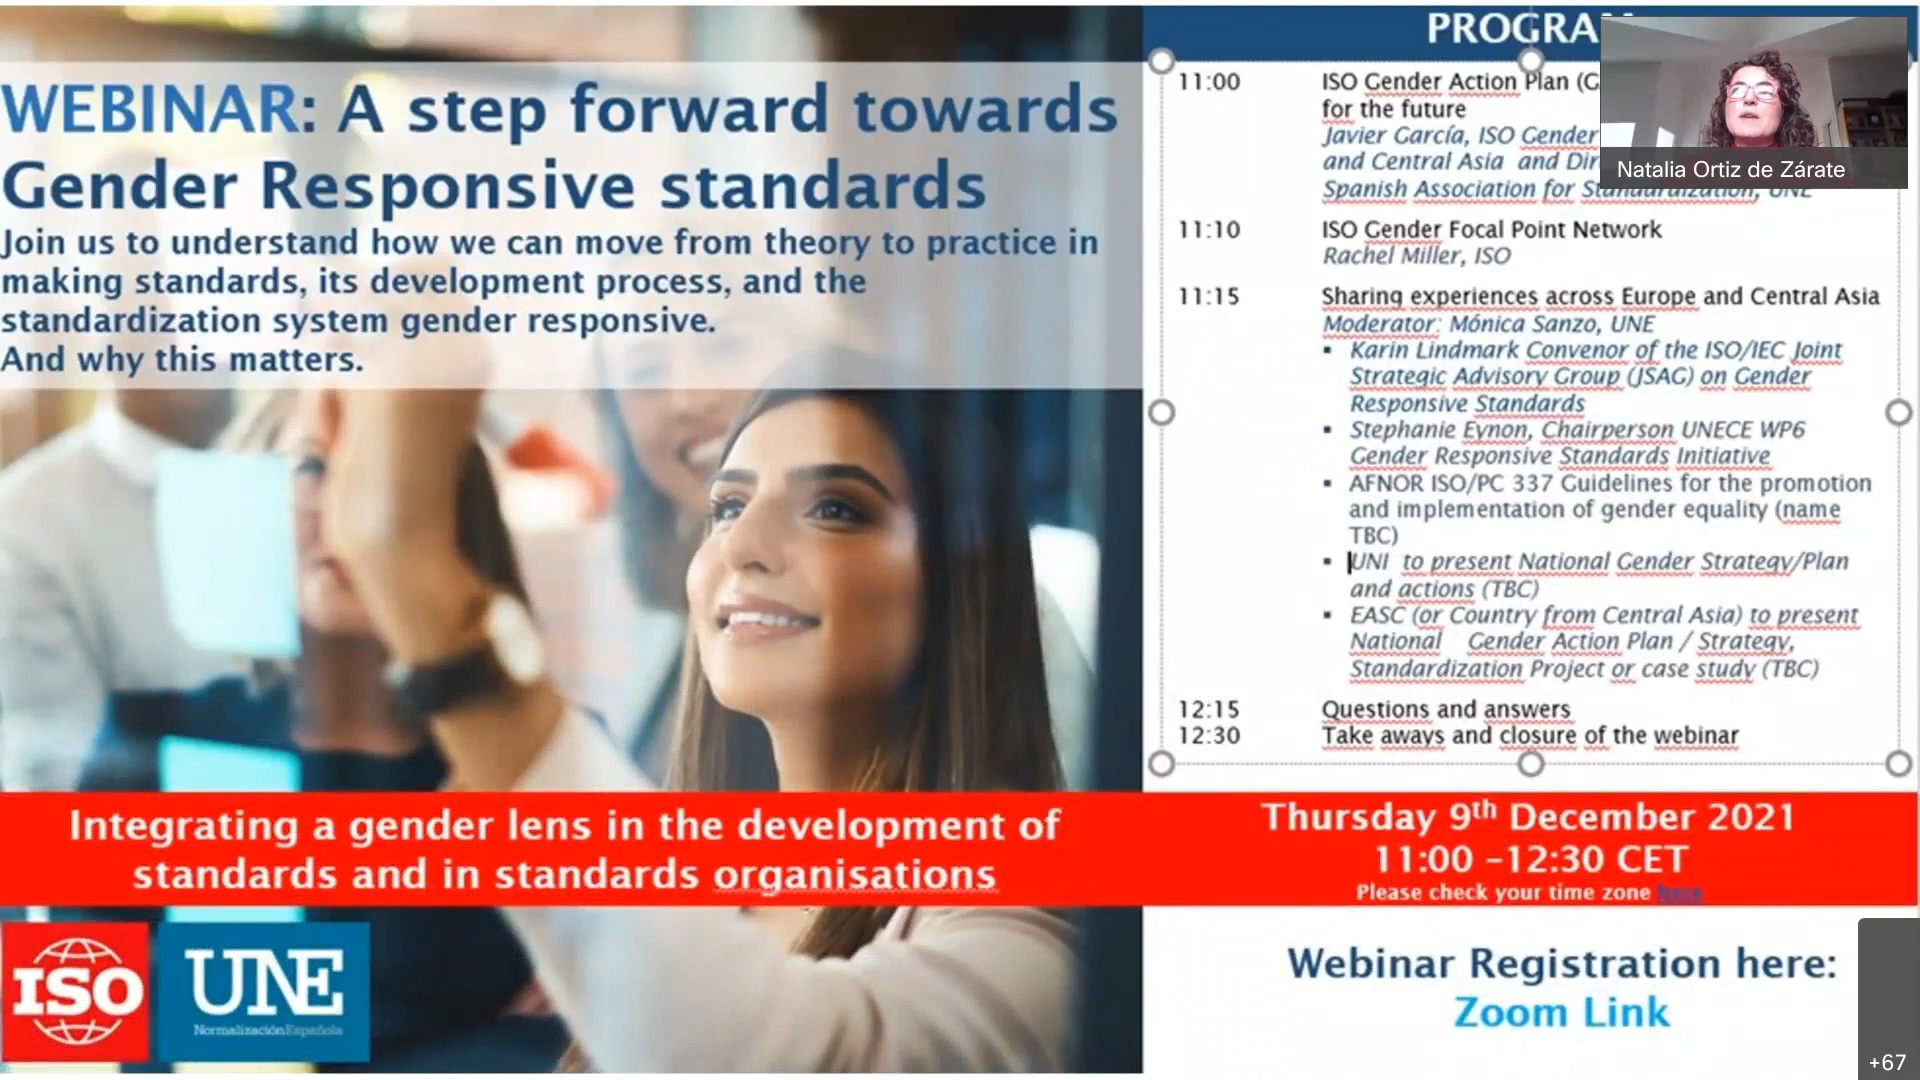 WEBINAR: A step forward towards
Gender Responsive standards
Join us to understand how we can move from theory to practice in
making standards, its development process, and the
standardization system gender responsive.
And why this matters.
Integrating a gender lens in the development of
standards and in standards organisations
ISO
UNE
NormalizaciónEspañola
PROGRA
11:00 ISO Gender Action Plan (G
for the future
Javier García, ISO Gender
and Central Asia and Dir
Spanish Association for Standardization, UNE
11:10 ISO Gender Focal Point Network
Rachel Miller, ISO
11:15 Sharing experiences across Europe and Central Asia
Moderator: Mónica Sanzo, UNE
▪ Karin Lindmark Convenor of the ISO/IEC Joint
Strategic Advisory Group (JSAG) on Gender
Responsive Standards
▪ Stephanie Eynon, Chairperson UNECE WP6
Gender Responsive Standards Initiative
▪ AFNOR ISO/PC 337 Guidelines for the promotion
and implementation of gender equality (name
TBC)
▪ UNI to present National Gender Strategy/Plan
and actions (TBC)
▪ EASC (or Country from Central Asia) to present
National Gender Action Plan / Strategy,
Standardization Project or case study (TBC)
12:15 Questions and answers
12:30 Take aways and closure of the webinar
Thursday 9th December 2021
11:00 –12:30 CET
Please check your time zone here
Webinar Registration here:
Zoom Link
Natalia Ortiz de Zárate
+67